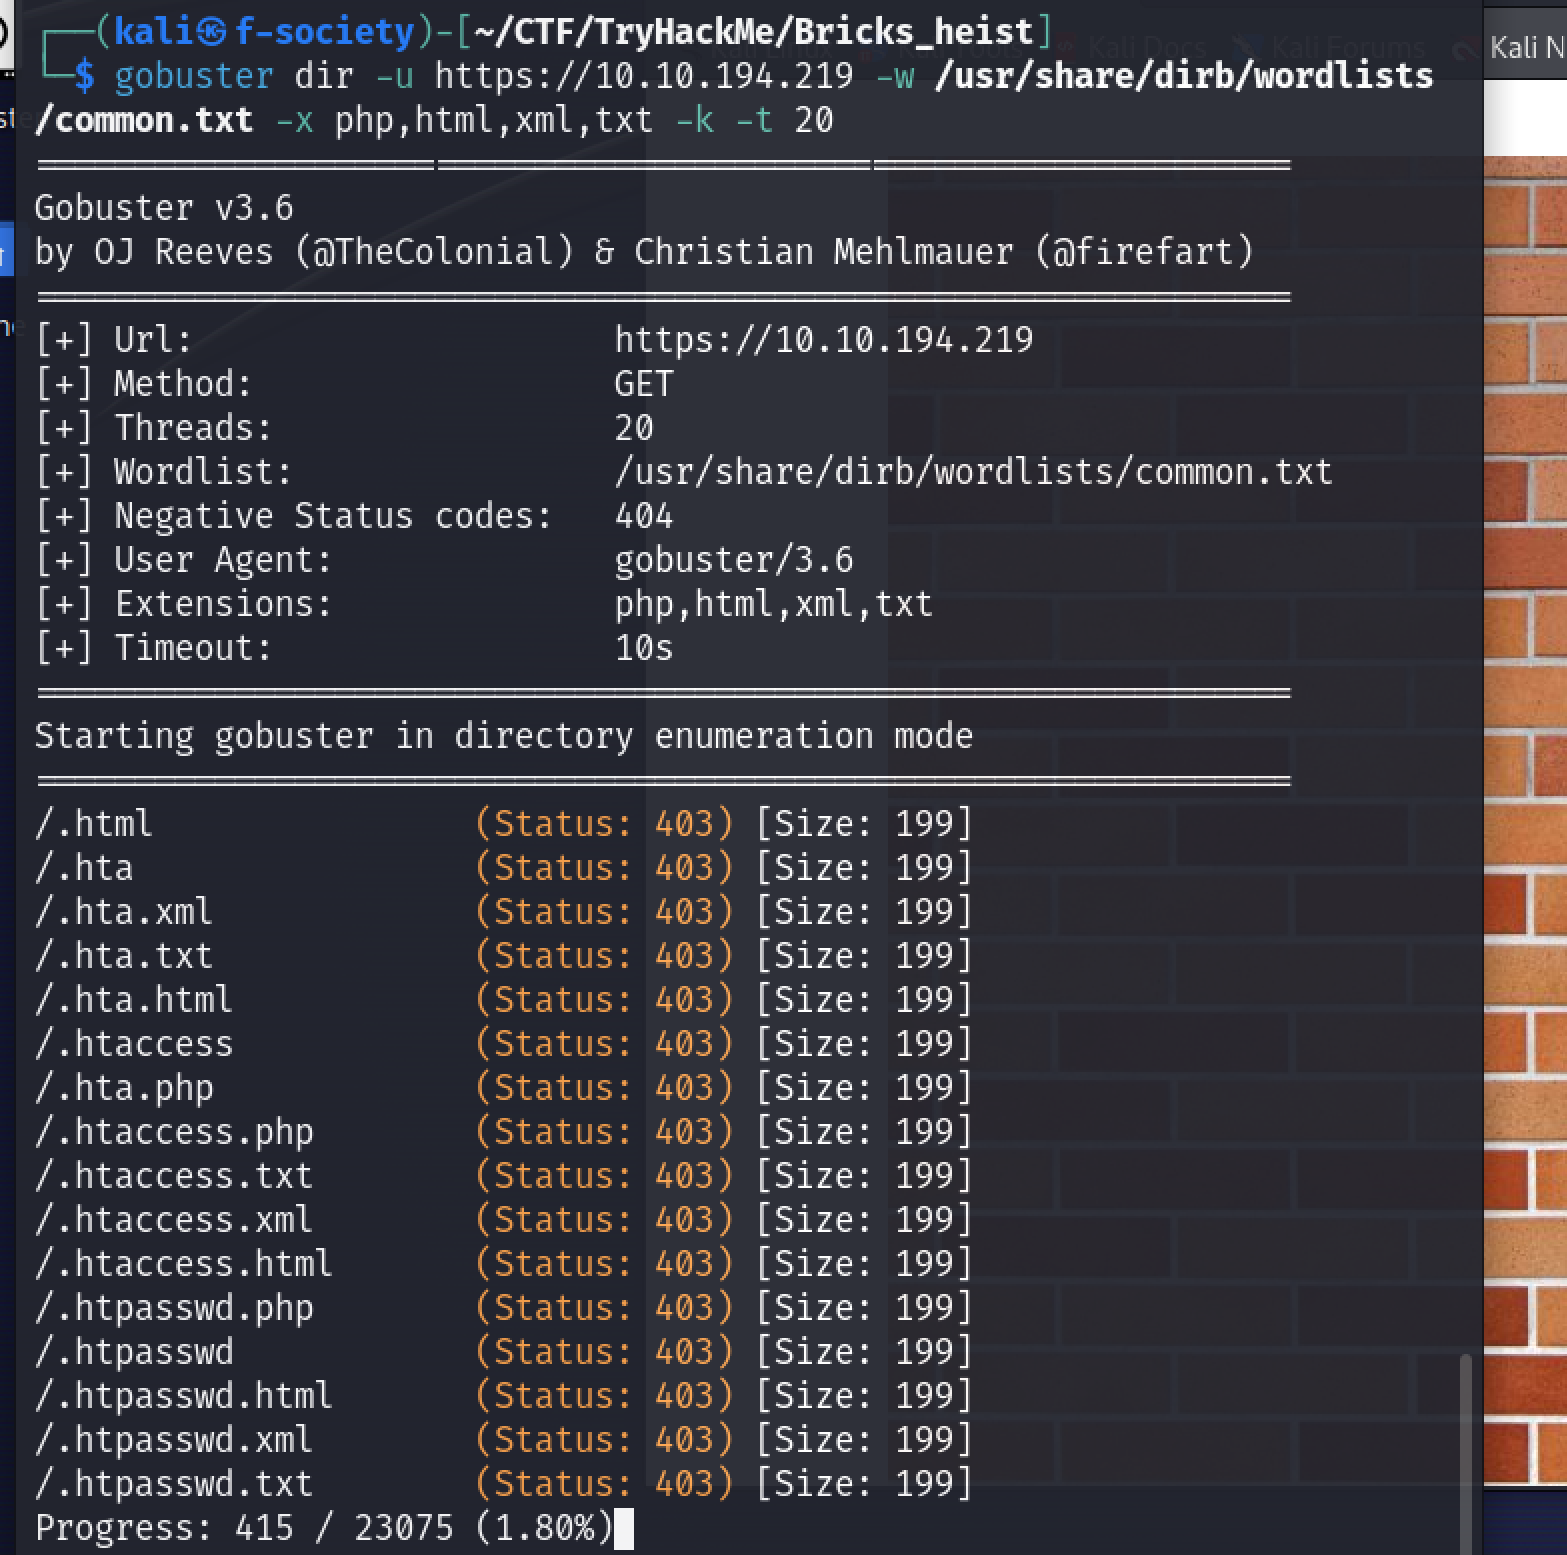 (kali㉿f-society)-[~/CTF/TryHackMe/Bricks_heist]
Kali Docs Kali Forums Kali N
$ gobuster dir -u https://10.10.194.219 -w /usr/share/dirb/wordlists
/common.txt -x php,html,xml,txt -k -t 20
Gobuster v3.6
by OJ Reeves (@TheColonial) & Christian Mehlmauer (@firefart)
[+] Url: https://10.10.194.219
[+] Method: GET
[+] Threads: 20
[+] Wordlist: /usr/share/dirb/wordlists/common.txt
[+] Negative Status codes: 404
[+] User Agent: gobuster/3.6
[+] Extensions: php,html,xml,txt
[+] Timeout: 10s
Starting gobuster in directory enumeration mode
/.html (Status: 403) [Size: 199]
/.hta (Status: 403) [Size: 199]
/.hta.xml (Status: 403) [Size: 199]
/.hta.txt (Status: 403) [Size: 199]
/.hta.html (Status: 403) [Size: 199]
/.htaccess (Status: 403) [Size: 199]
/.hta.php (Status: 403) [Size: 199]
/.htaccess.php (Status: 403) [Size: 199]
/.htaccess.txt (Status: 403) [Size: 199]
/.htaccess.xml (Status: 403) [Size: 199]
/.htaccess.html (Status: 403) [Size: 199]
/.htpasswd.php (Status: 403) [Size: 199]
/.htpasswd (Status: 403) [Size: 199]
/.htpasswd.html (Status: 403) [Size: 199]
/.htpasswd.xml (Status: 403) [Size: 199]
/.htpasswd.txt (Status: 403) [Size: 199]
Progress: 415 / 23075 (1.80%)